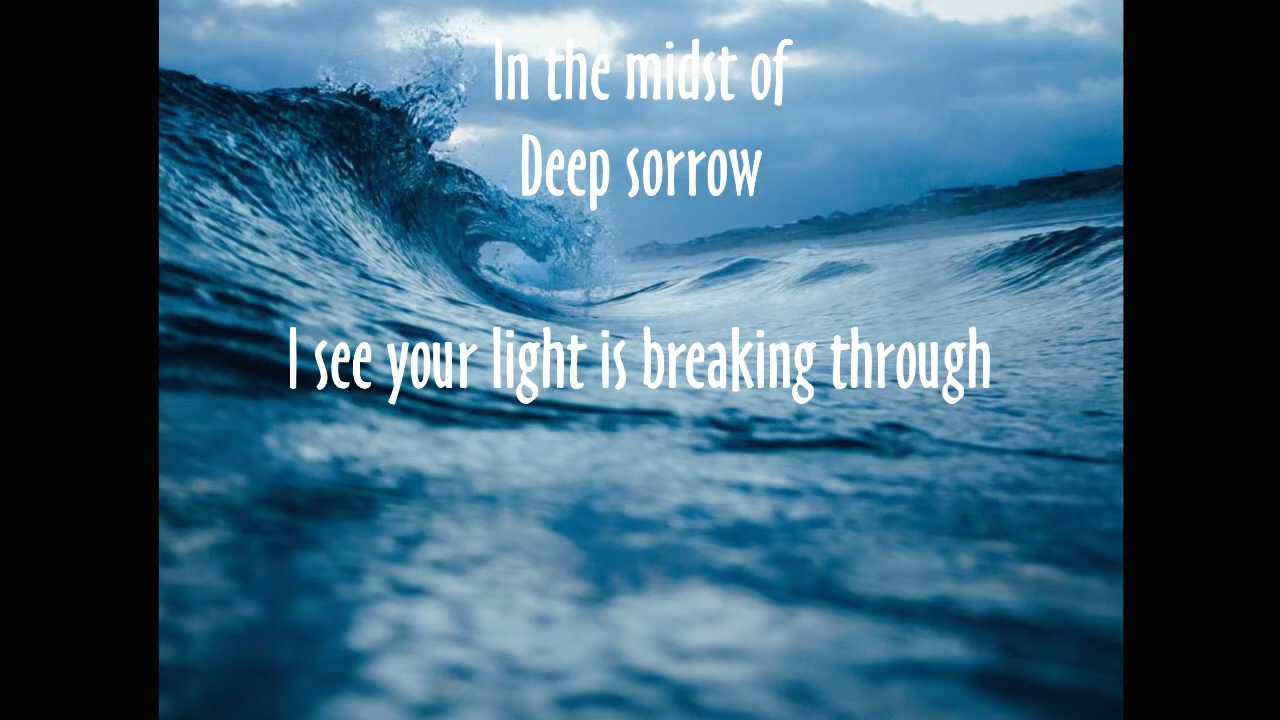 In the midst of
Deep sorrow
I see your light is breaking through